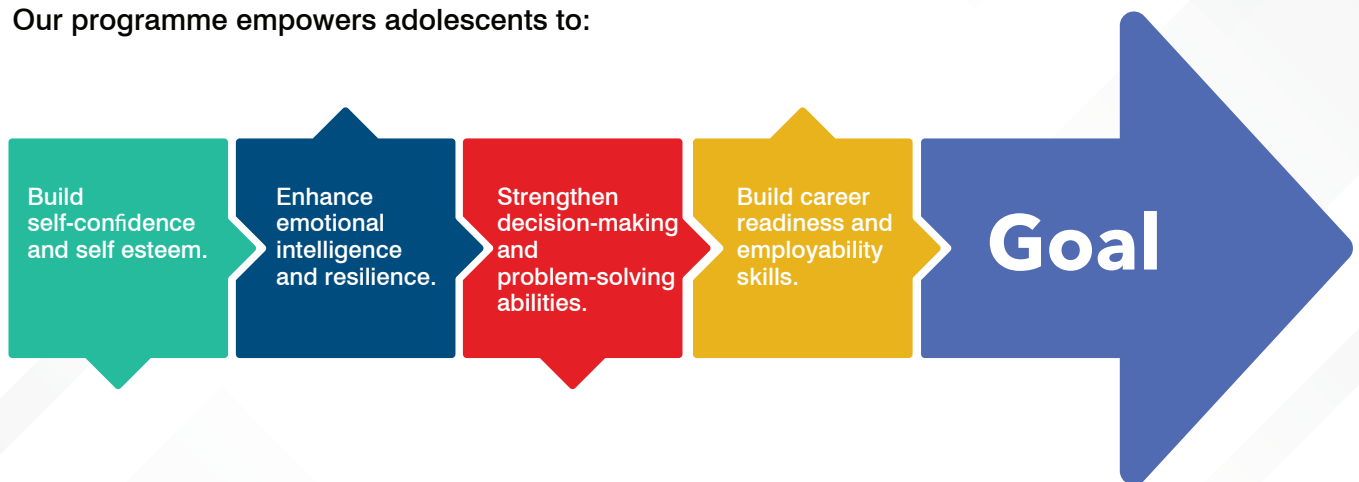 Our programme empowers adolescents to:
Build
self-confidence
and self esteem.
Enhance
emotional
intelligence
and resilience.
Strengthen
decision-making
and
problem-solving
abilities.
Build career
readiness and
employability
skills.
Goal